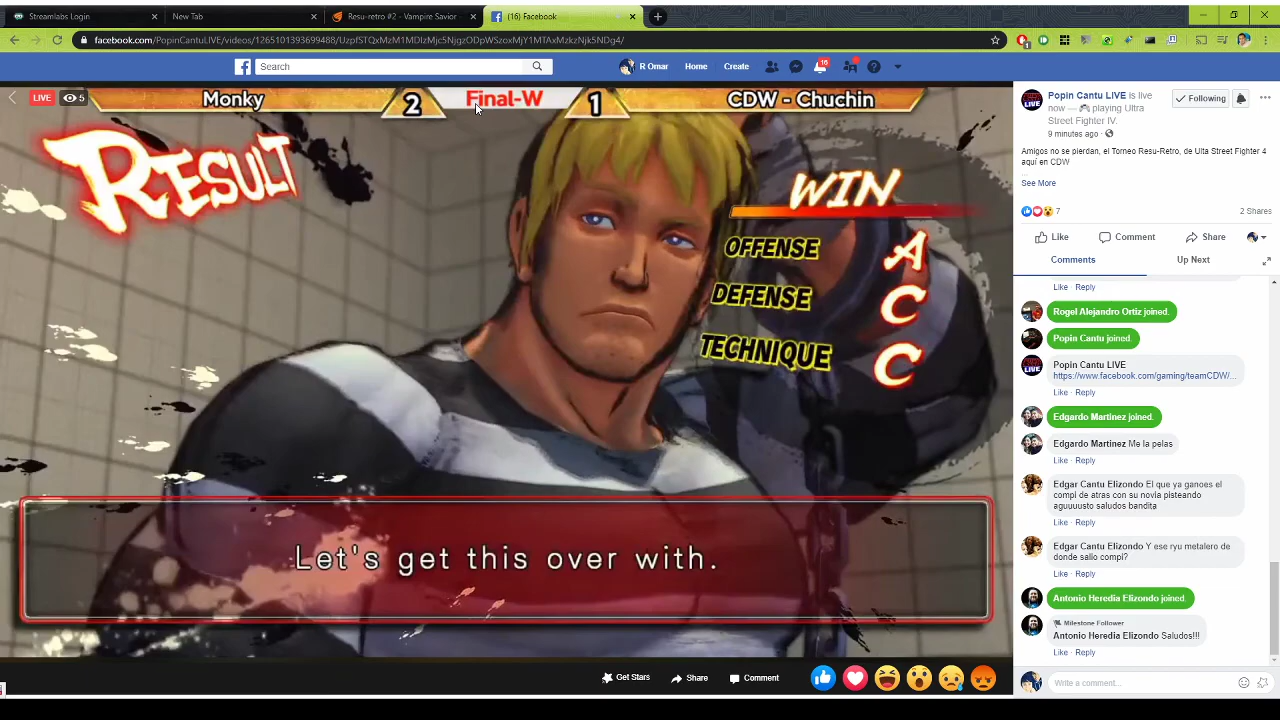 Streamlabs Login
New Tab
Resu-retro #2 - Vampire Savior
(16) Facebook
facebook.com/PopinCantuLIVE/videos/1265101393699488/UzpfSTQxMzM1MDIzMjc5NjgzODpWSzoxMjY1MTAxMzkzNjk5NDg4/
Search
R Omar
Home
Create
16
LIVE
5
Monky
2
Final-W
1
CDW - Chuchin
RESULT
WIN
OFFENSE A
DEFENSE C
TECHNIQUE C
Let's get this over with.
Get Stars
Share
Comment
Popin Cantu LIVE is live
now — playing Ultra
Street Fighter IV.
9 minutes ago ·
Following
Amigos no se pierdan, el Torneo Resu-Retro, de Ulta Street Fighter 4
aquí en CDW
...
See More
7
2 Shares
Like
Comment
Share
Comments
Up Next
Like · Reply
Rogel Alejandro Ortiz joined.
Popin Cantu joined.
Popin Cantu LIVE
https://www.facebook.com/gaming/teamCDW/...
Like · Reply
Edgardo Martinez joined.
Edgardo Martinez Me la pelas
Like · Reply
Edgar Cantu Elizondo El que ya ganoes el
compi de atras con su novia pisteando
aguuuusto saludos bandita
Like · Reply
Edgar Cantu Elizondo Y ese ryu metalero de
donde salio compi?
Like · Reply
Antonio Heredia Elizondo joined.
Milestone Follower
Antonio Heredia Elizondo Saludos!!!
Like · Reply
Write a comment...